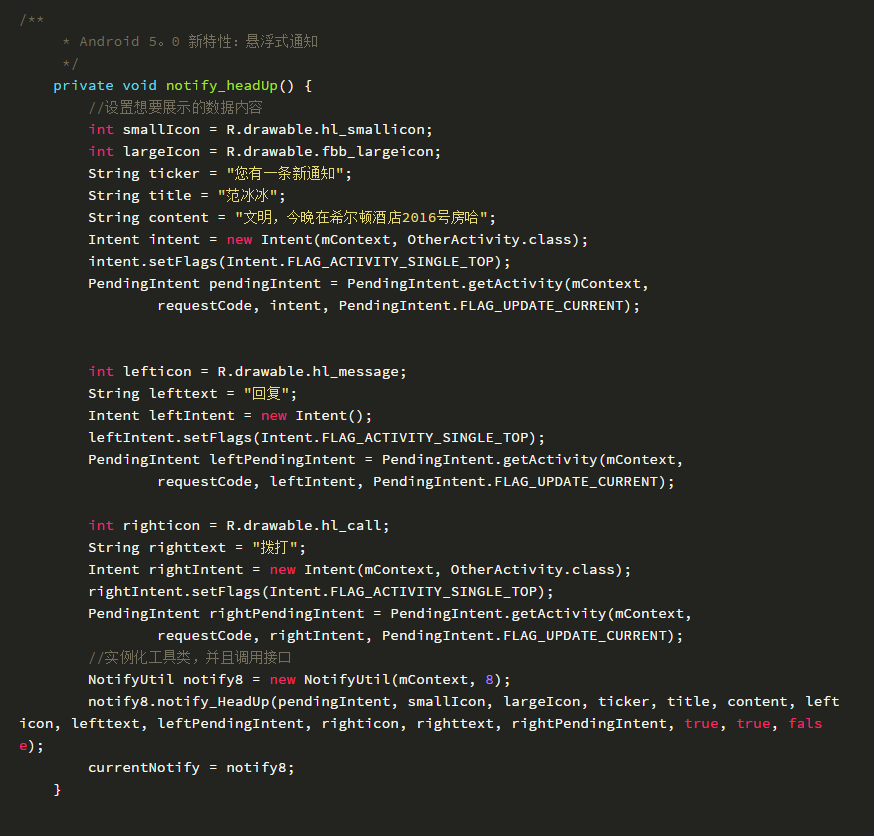 /**
     * Android 5。0 新特性：悬浮式通知
     */
    private void notify_headUp() {
        //设置想要展示的数据内容
        int smallIcon = R.drawable.hl_smallicon;
        int largeIcon = R.drawable.fbb_largeicon;
        String ticker = "您有一条新通知";
        String title = "范冰冰";
        String content = "文明，今晚在希尔顿酒店2016号房哈";
        Intent intent = new Intent(mContext, OtherActivity.class);
        intent.setFlags(Intent.FLAG_ACTIVITY_SINGLE_TOP);
        PendingIntent pendingIntent = PendingIntent.getActivity(mContext,
                requestCode, intent, PendingIntent.FLAG_UPDATE_CURRENT);
        int lefticon = R.drawable.hl_message;
        String lefttext = "回复";
        Intent leftIntent = new Intent();
        leftIntent.setFlags(Intent.FLAG_ACTIVITY_SINGLE_TOP);
        PendingIntent leftPendingIntent = PendingIntent.getActivity(mContext,
                requestCode, leftIntent, PendingIntent.FLAG_UPDATE_CURRENT);
        int righticon = R.drawable.hl_call;
        String righttext = "拨打";
        Intent rightIntent = new Intent(mContext, OtherActivity.class);
        rightIntent.setFlags(Intent.FLAG_ACTIVITY_SINGLE_TOP);
        PendingIntent rightPendingIntent = PendingIntent.getActivity(mContext,
                requestCode, rightIntent, PendingIntent.FLAG_UPDATE_CURRENT);
        //实例化工具类，并且调用接口
        NotifyUtil notify8 = new NotifyUtil(mContext, 8);
        notify8.notify_HeadUp(pendingIntent, smallIcon, largeIcon, ticker, title, content, left
icon, lefttext, leftPendingIntent, righticon, righttext, rightPendingIntent, true, true, fals
e);
        currentNotify = notify8;
    }